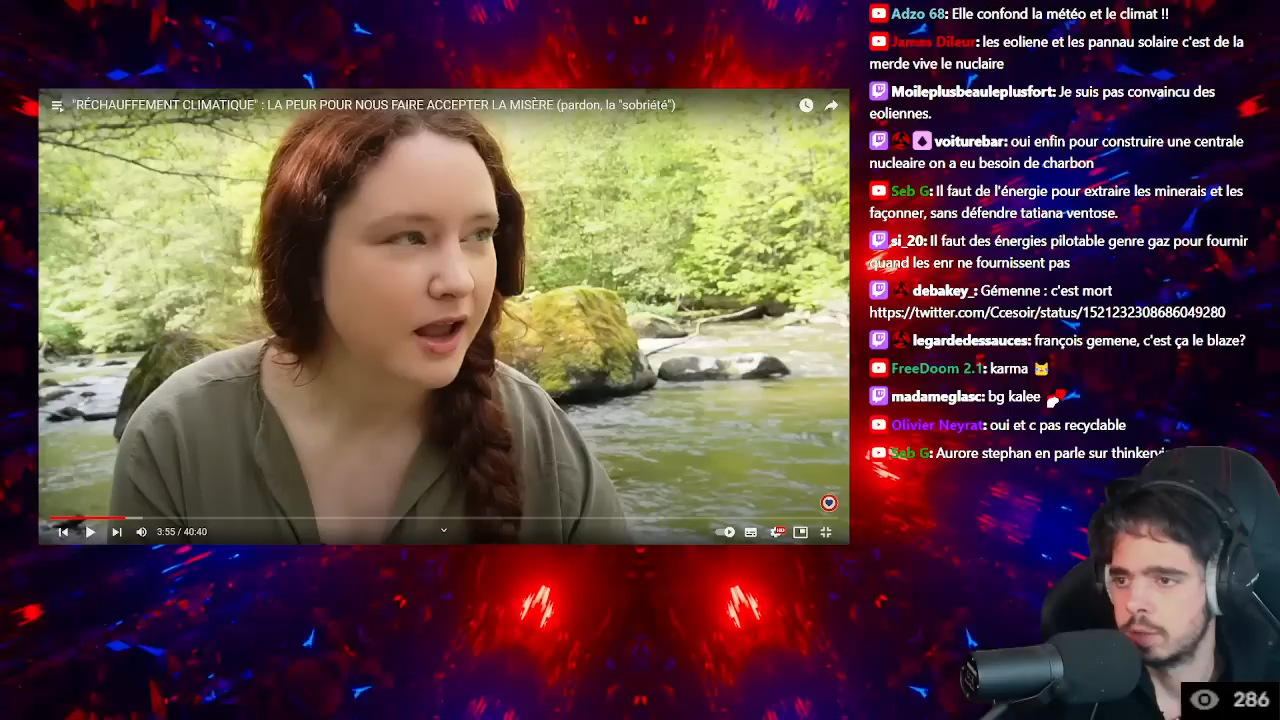 "RÉCHAUFFEMENT CLIMATIQUE" : LA PEUR POUR NOUS FAIRE ACCEPTER LA MISÈRE (pardon, la "sobriété")
3:55 / 40:40
HD
Adzo 68: Elle confond la météo et le climat !!
James Dileur: les eoliene et les pannau solaire c'est de la
merde vive le nuclaire
Moileplusbeauleplusfort: Je suis pas convaincu des
eoliennes.
voiturebar: oui enfin pour construire une centrale
nucleaire on a eu besoin de charbon
Seb G: Il faut de l'énergie pour extraire les minerais et les
façonner, sans défendre tatiana ventose.
si_20: Il faut des énergies pilotable genre gaz pour fournir
quand les enr ne fournissent pas
debakey_: Gémenne : c'est mort
https://twitter.com/Ccesoir/status/1521232308686049280
legardedessauces: françois gemene, c'est ça le blaze?
FreeDoom 2.1: karma
madameglasc: bg kalee
Olivier Neyrat: oui et c pas recyclable
Seb G: Aurore stephan en parle sur
286